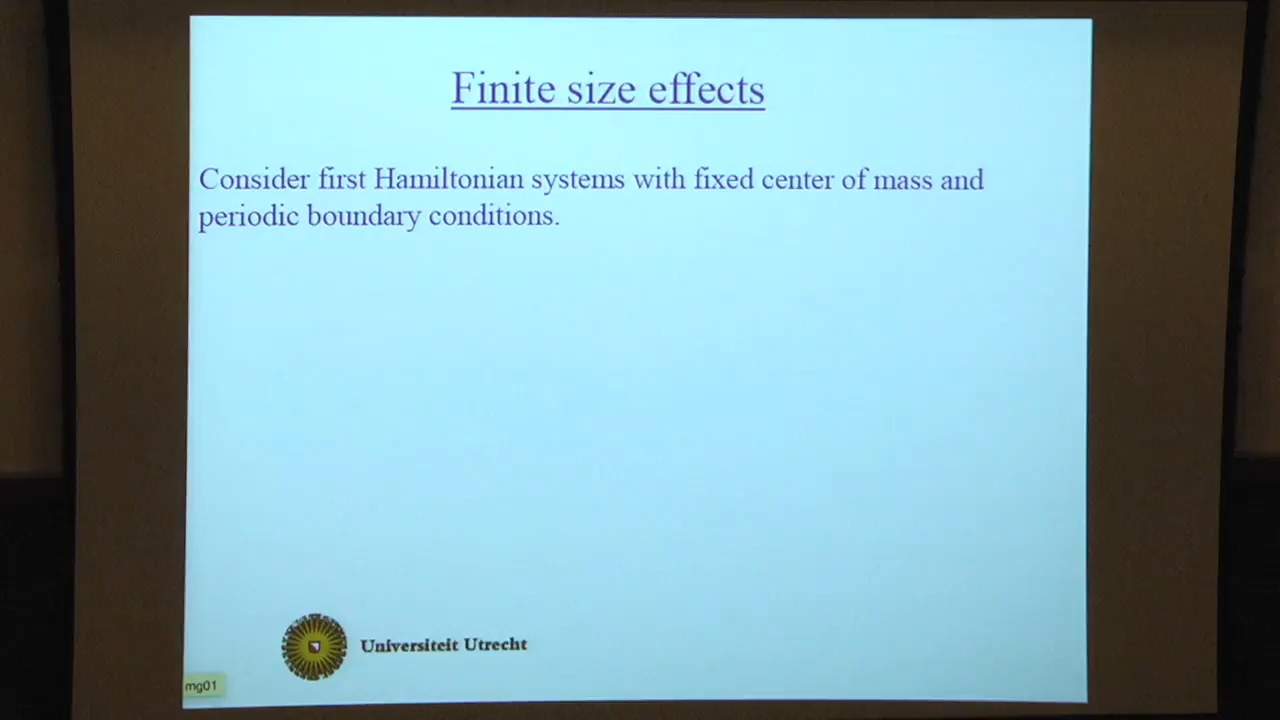 Finite size effects
Consider first Hamiltonian systems with fixed center of mass and
periodic boundary conditions.
Universiteit Utrecht
mg01